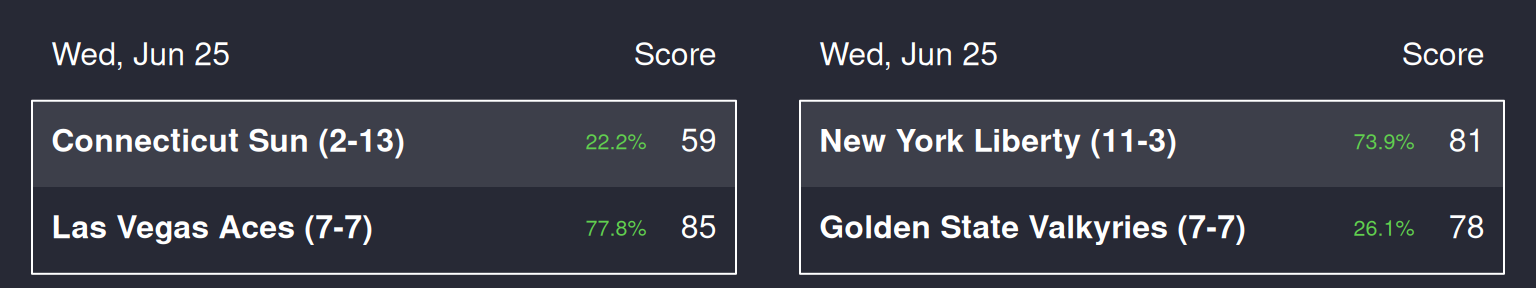 Wed, Jun 25 Score
Connecticut Sun (2-13) 22.2% 59
Las Vegas Aces (7-7) 77.8% 85
Wed, Jun 25 Score
New York Liberty (11-3) 73.9% 81
Golden State Valkyries (7-7) 26.1% 78